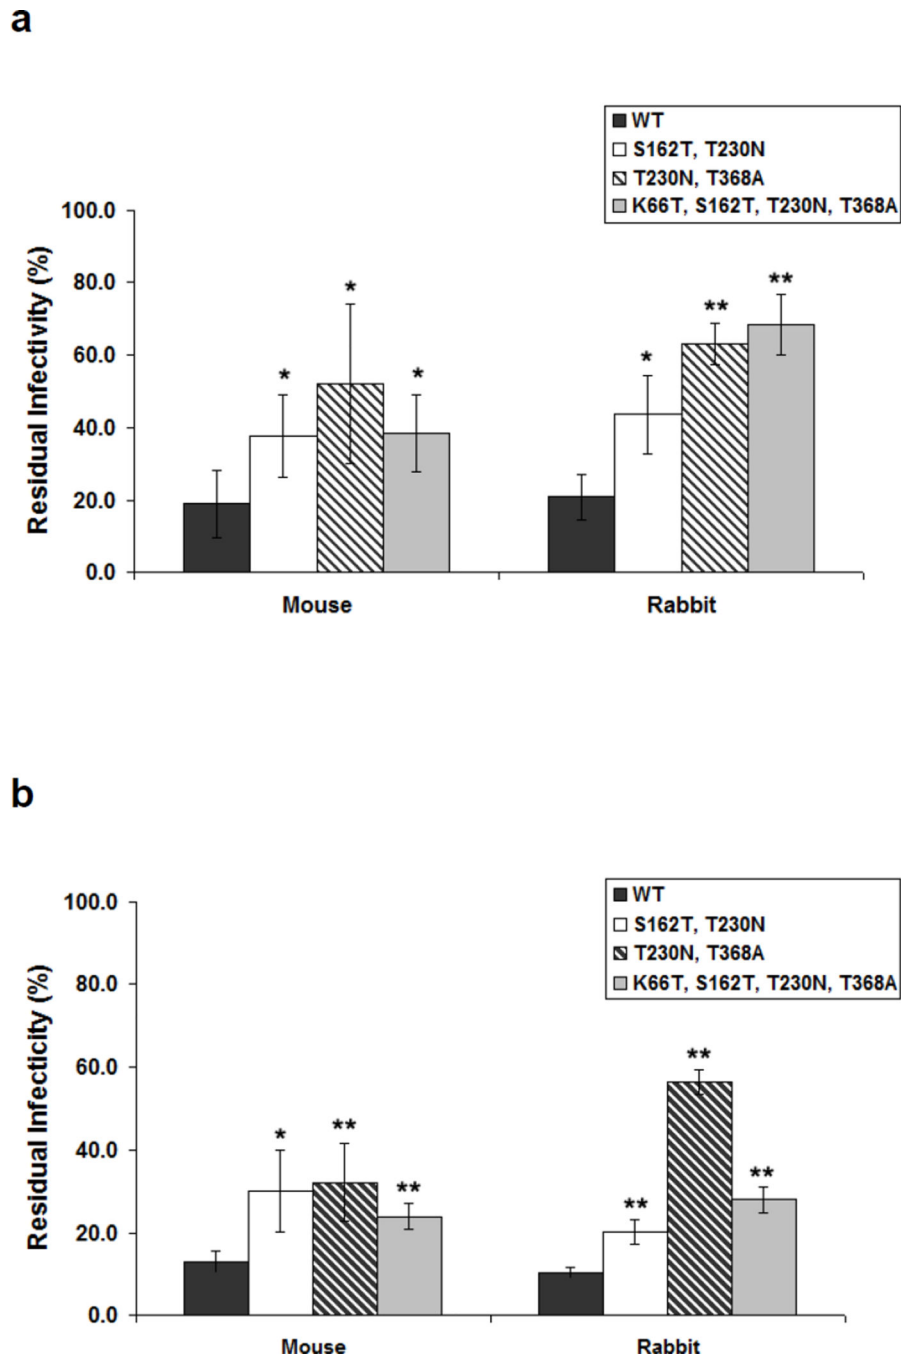 a
WT
S162T, T230N
T230N, T368A
K66T, S162T, T230N, T368A
Residual Infectivity (%)
100.0
80.0
60.0
40.0
20.0
0.0
* * * * ** **
Mouse Rabbit
b
WT
S162T, T230N
T230N, T368A
K66T, S162T, T230N, T368A
Residual Infecticity (%)
100.0
80.0
60.0
40.0
20.0
0.0
* ** ** ** ** **
Mouse Rabbit